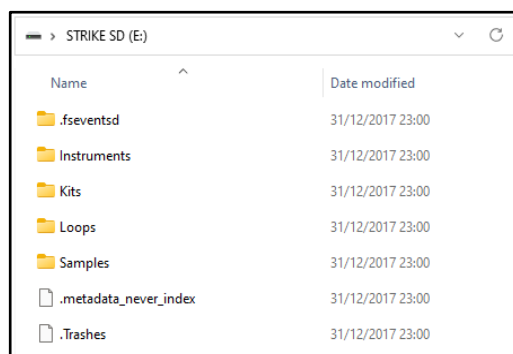 STRIKE SD (E:)
Name Date modified
.fseventsd 31/12/2017 23:00
Instruments 31/12/2017 23:00
Kits 31/12/2017 23:00
Loops 31/12/2017 23:00
Samples 31/12/2017 23:00
.metadata_never_index 31/12/2017 23:00
.Trashes 31/12/2017 23:00